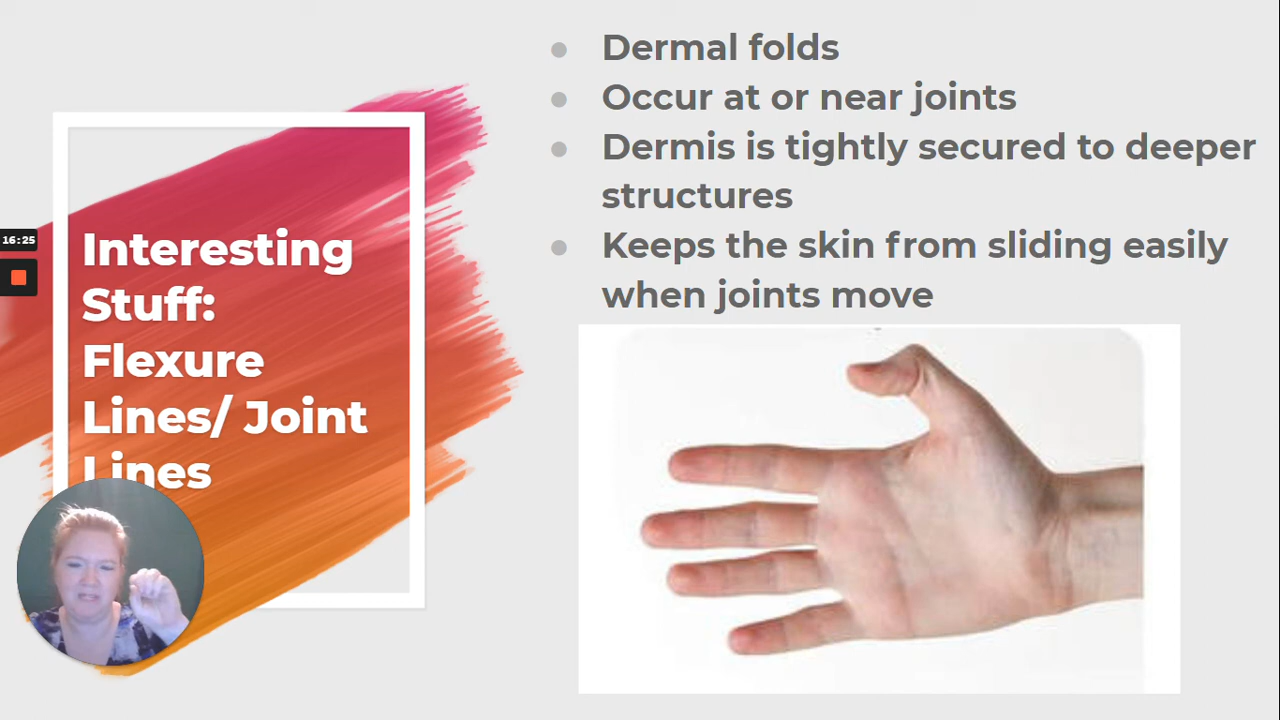 16:25
Interesting
Stuff:
Flexure
Lines/ Joint
Lines
Dermal folds
Occur at or near joints
Dermis is tightly secured to deeper
structures
Keeps the skin from sliding easily
when joints move